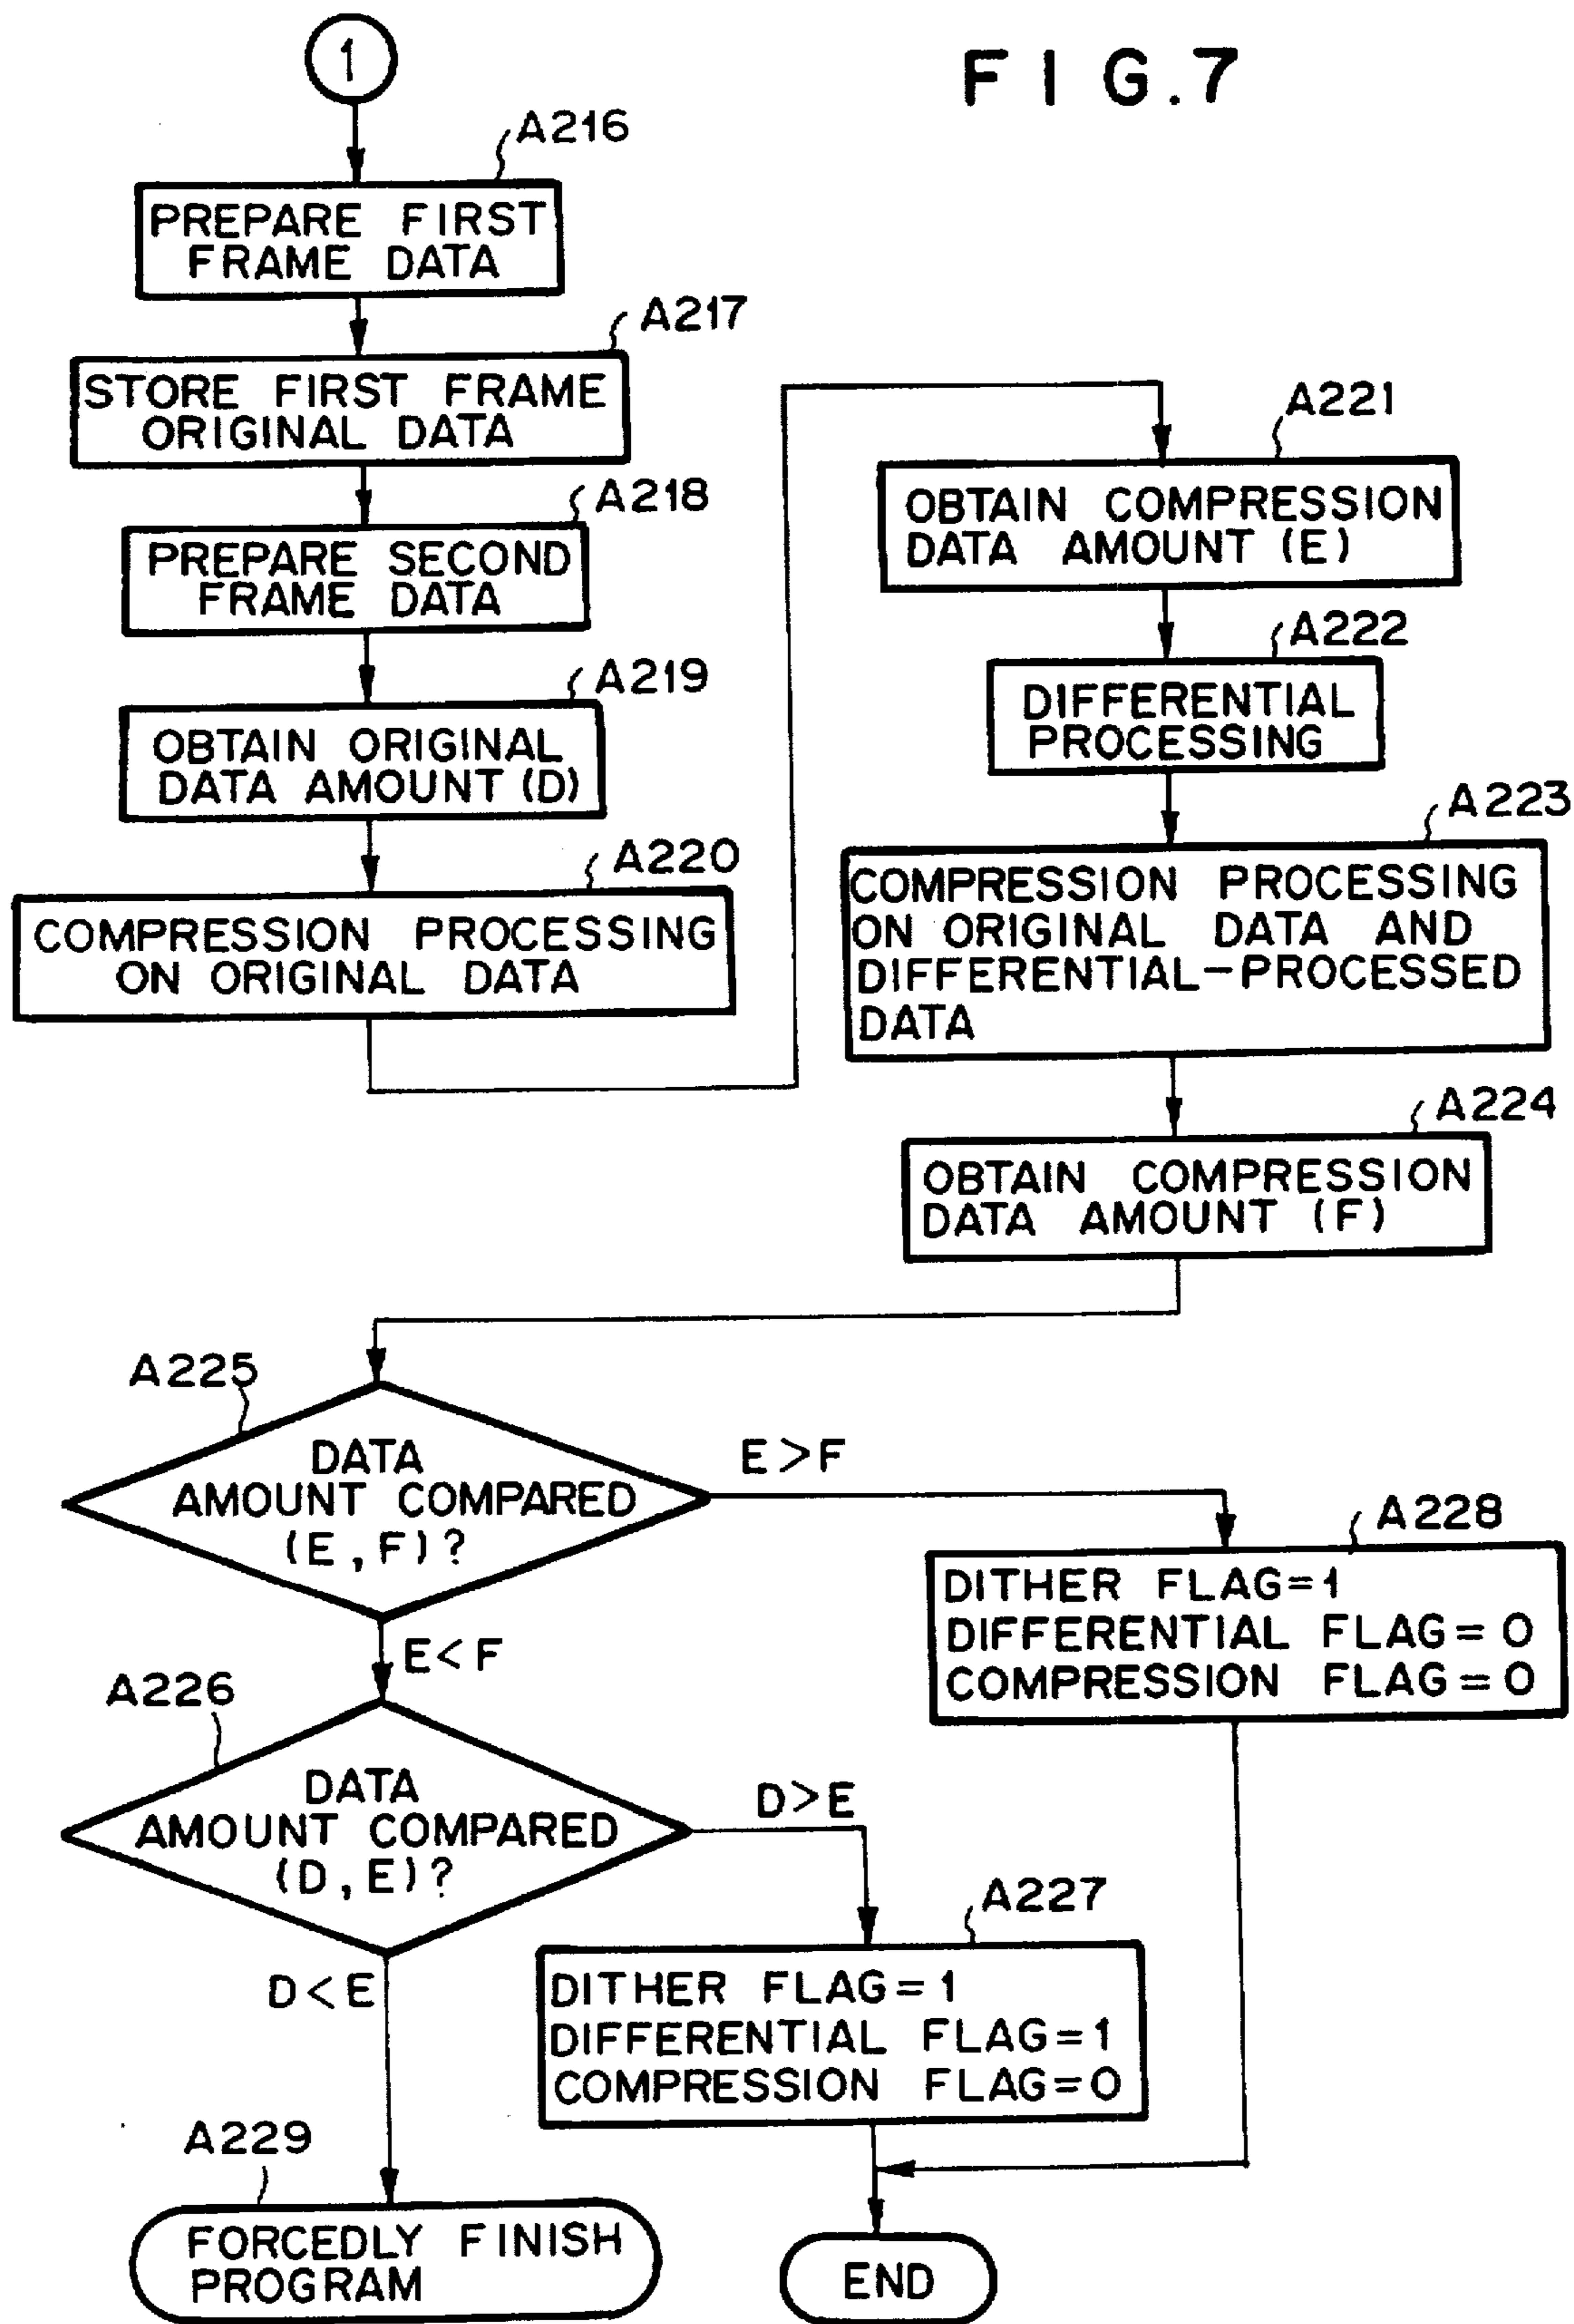 1
FIG.7
A216
PREPARE FIRST
FRAME DATA
A217
STORE FIRST FRAME
ORIGINAL DATA
A218
PREPARE SECOND
FRAME DATA
A219
OBTAIN ORIGINAL
DATA AMOUNT (D)
A220
COMPRESSION PROCESSING
ON ORIGINAL DATA
A221
OBTAIN COMPRESSION
DATA AMOUNT (E)
A222
DIFFERENTIAL
PROCESSING
A223
COMPRESSION PROCESSING
ON ORIGINAL DATA AND
DIFFERENTIAL-PROCESSED
DATA
A224
OBTAIN COMPRESSION
DATA AMOUNT (F)
A225
DATA
AMOUNT COMPARED
(E, F)?
E>F
E<F
A228
DITHER FLAG=1
DIFFERENTIAL FLAG=0
COMPRESSION FLAG=0
A226
DATA
AMOUNT COMPARED
(D, E)?
D>E
D<E
A227
DITHER FLAG=1
DIFFERENTIAL FLAG=1
COMPRESSION FLAG=0
A229
FORCEDLY FINISH
PROGRAM
END